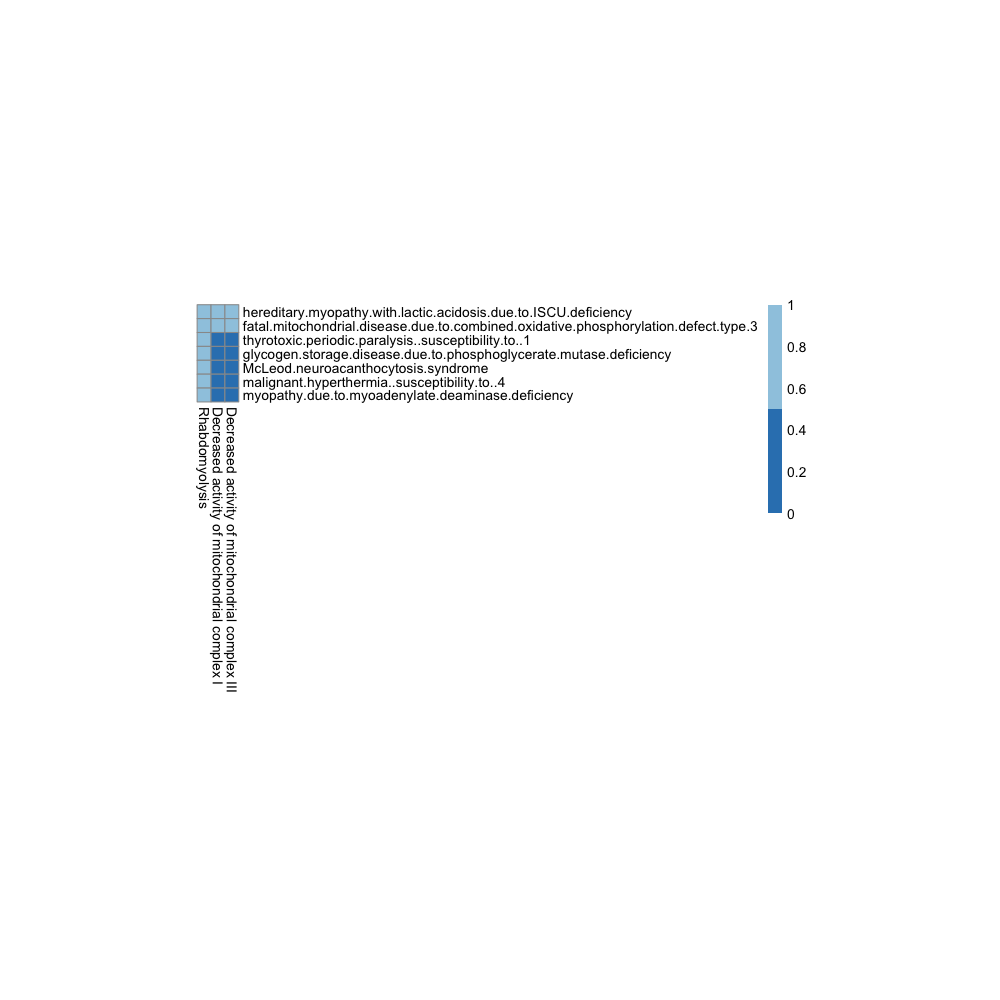 hereditary.myopathy.with.lactic.acidosis.due.to.ISCU.deficiency
fatal.mitochondrial.disease.due.to.combined.oxidative.phosphorylation.defect.type.3
thyrotoxic.periodic.paralysis..susceptibility.to..1
glycogen.storage.disease.due.to.phosphoglycerate.mutase.deficiency
McLeod.neuroacanthocytosis.syndrome
malignant.hyperthermia..susceptibility.to..4
myopathy.due.to.myoadenylate.deaminase.deficiency
Rhabdomyolysis
Decreased activity of mitochondrial complex I
Decreased activity of mitochondrial complex III
1
0.8
0.6
0.4
0.2
0